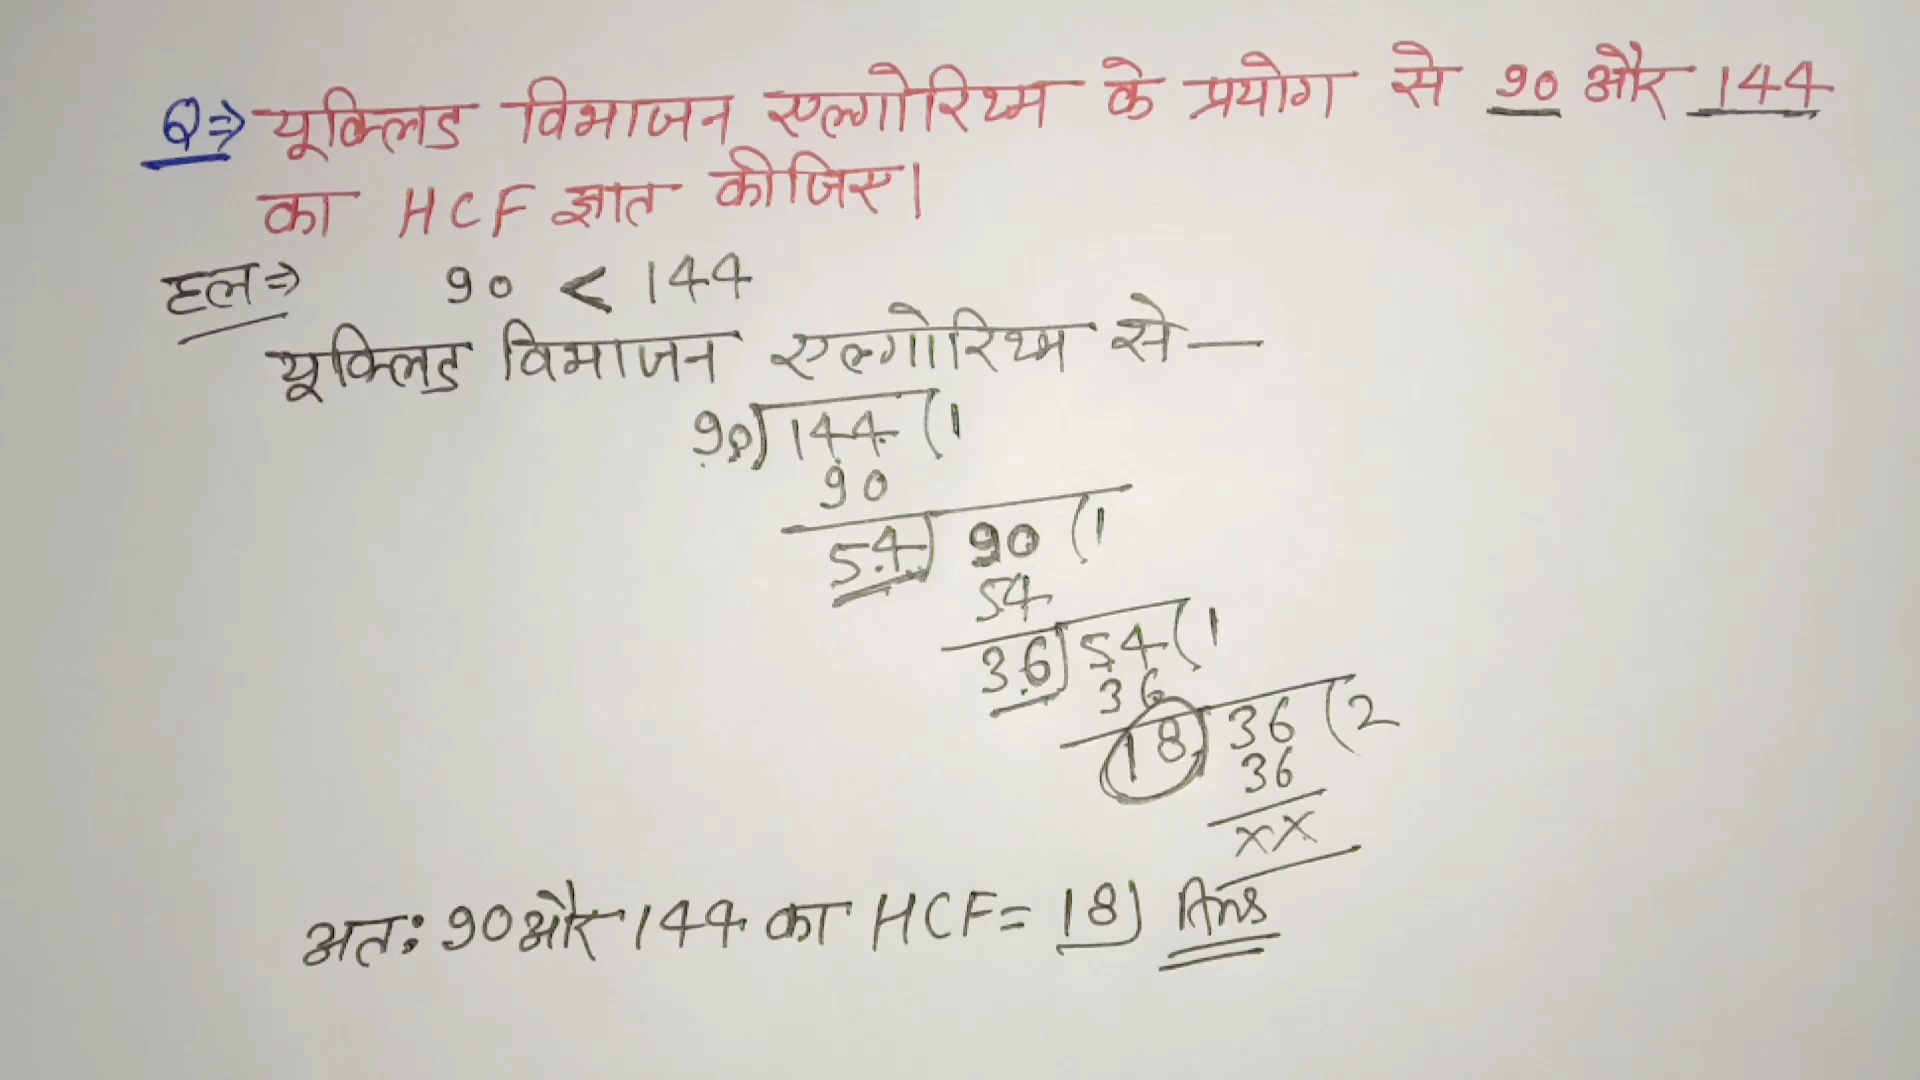 Q⇒ यूक्लिड विभाजन एल्गोरिथ्म के प्रयोग से 90 और 144
का HCF ज्ञात कीजिए।
हल⇒ 90 < 144
यूक्लिड विभाजन एल्गोरिथ्म से —
90) 144 (1
90
54) 90 (1
54
36) 54 (1
36
18) 36 (2
36
××
अतः 90 और 144 का HCF = 18) Ans